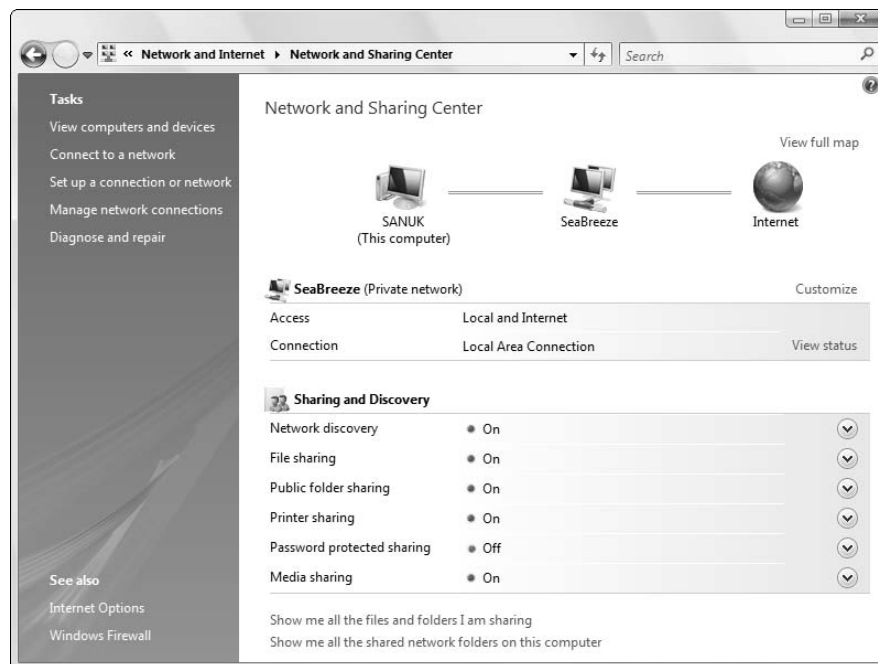 « Network and Internet ▸ Network and Sharing Center
Search
Tasks
View computers and devices
Connect to a network
Set up a connection or network
Manage network connections
Diagnose and repair
See also
Internet Options
Windows Firewall
Network and Sharing Center
View full map
SANUK
(This computer)
SeaBreeze
Internet
SeaBreeze (Private network)
Customize
Access Local and Internet
Connection Local Area Connection View status
Sharing and Discovery
Network discovery On
File sharing On
Public folder sharing On
Printer sharing On
Password protected sharing Off
Media sharing On
Show me all the files and folders I am sharing
Show me all the shared network folders on this computer